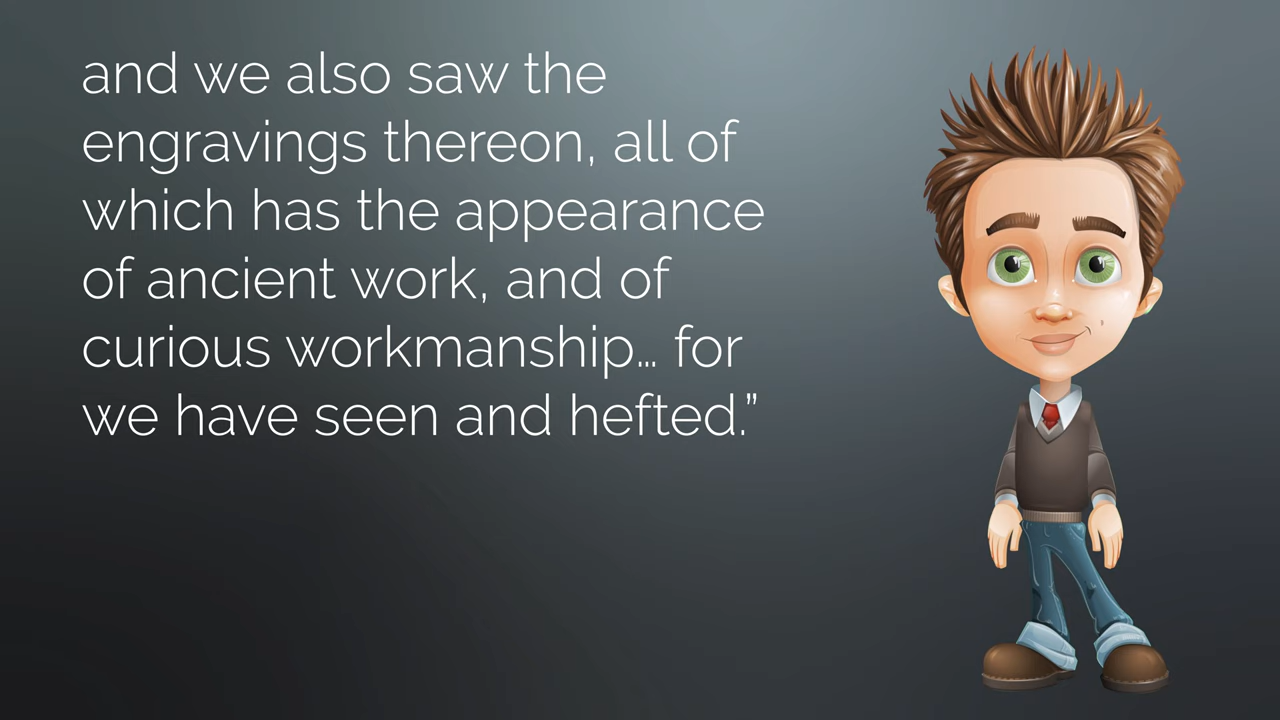 and we also saw the
engravings thereon, all of
which has the appearance
of ancient work, and of
curious workmanship… for
we have seen and hefted.”